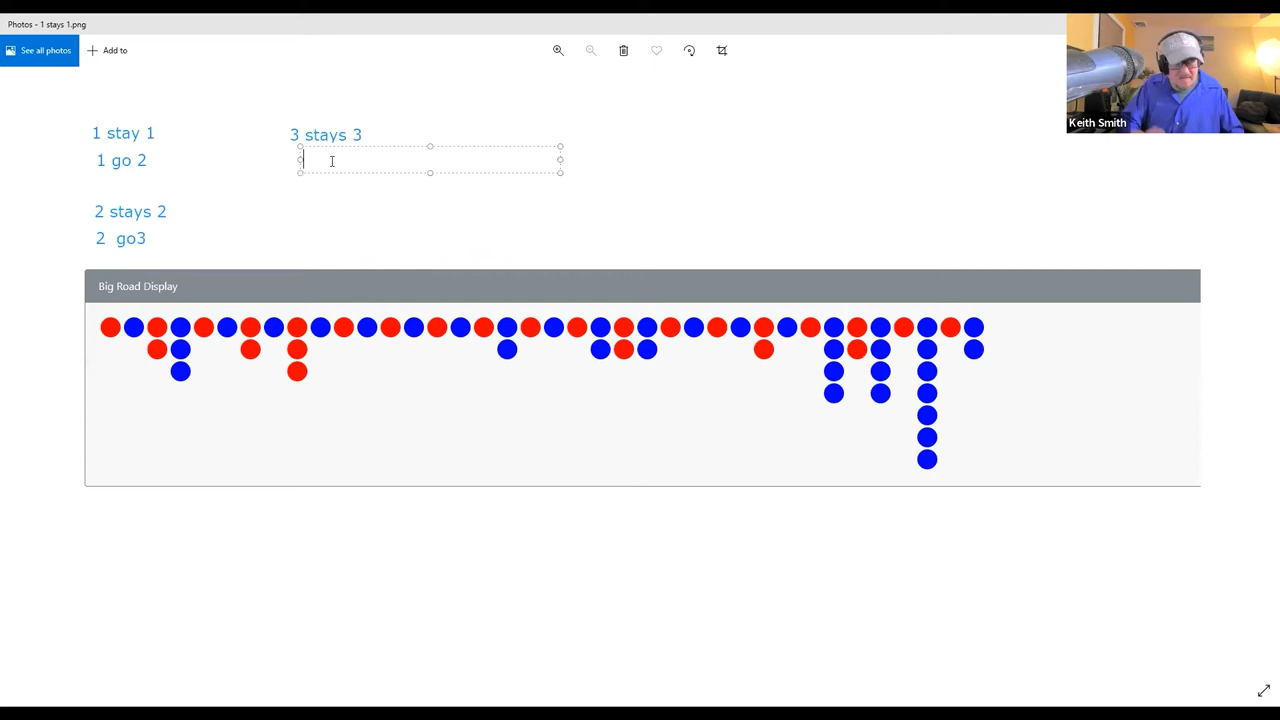 Photos - 1 stays 1.png
See all photos
Add to
Keith Smith
1 stay 1
3 stays 3
1 go 2
2 stays 2
2 go3
Big Road Display